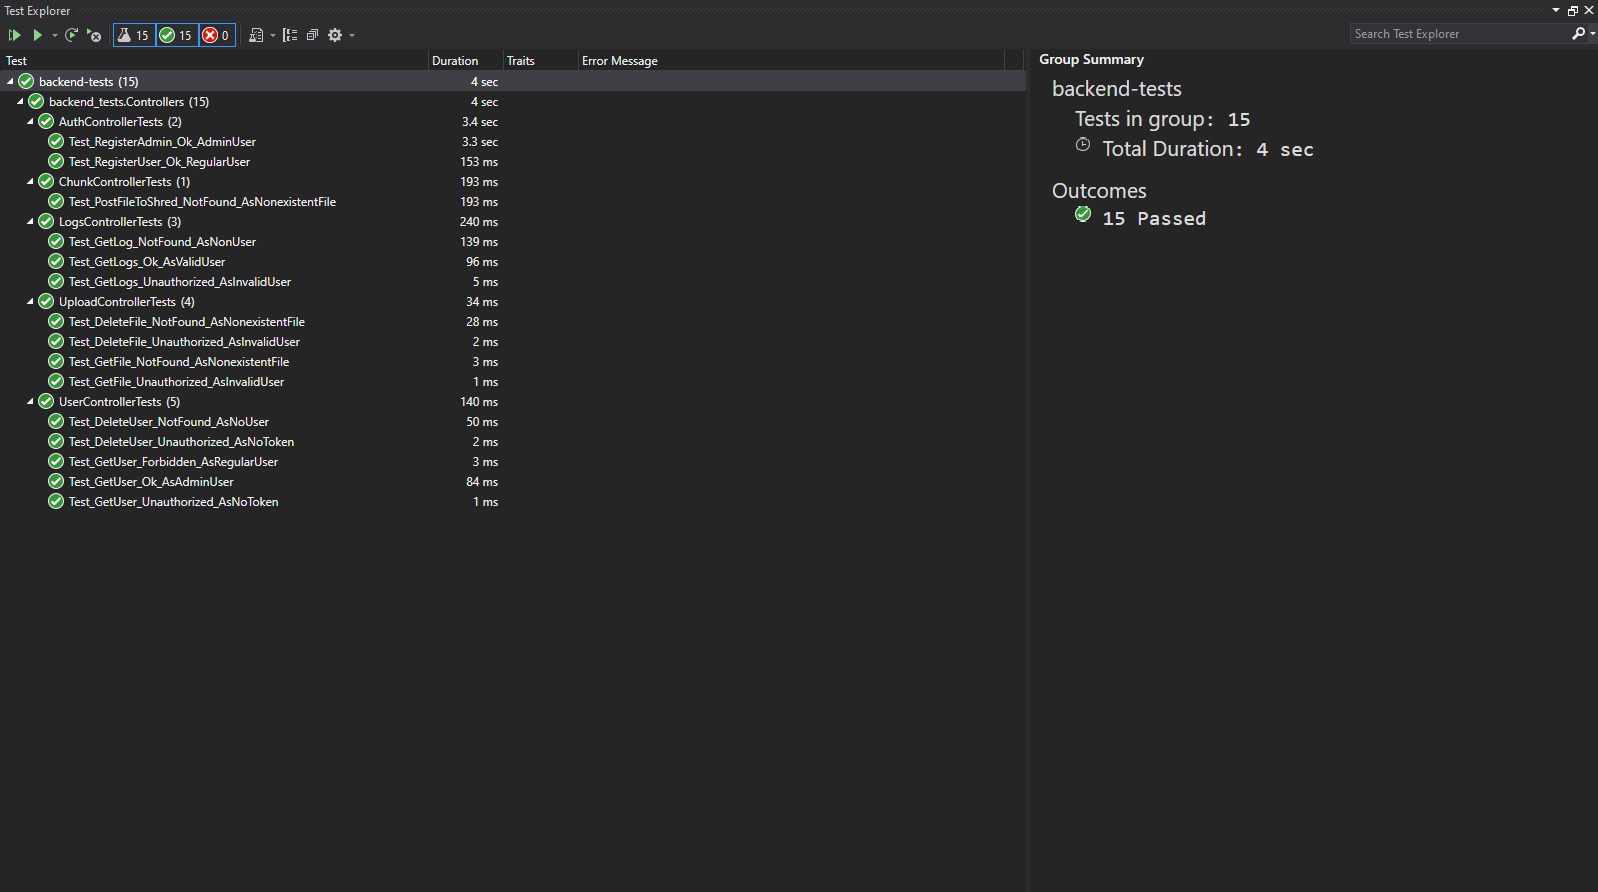 Test Explorer
15 15 0
Search Test Explorer
Test Duration Traits Error Message
backend-tests (15) 4 sec
backend_tests.Controllers (15) 4 sec
AuthControllerTests (2) 3.4 sec
Test_RegisterAdmin_Ok_AdminUser 3.3 sec
Test_RegisterUser_Ok_RegularUser 153 ms
ChunkControllerTests (1) 193 ms
Test_PostFileToShred_NotFound_AsNonexistentFile 193 ms
LogsControllerTests (3) 240 ms
Test_GetLog_NotFound_AsNonUser 139 ms
Test_GetLogs_Ok_AsValidUser 96 ms
Test_GetLogs_Unauthorized_AsInvalidUser 5 ms
UploadControllerTests (4) 34 ms
Test_DeleteFile_NotFound_AsNonexistentFile 28 ms
Test_DeleteFile_Unauthorized_AsInvalidUser 2 ms
Test_GetFile_NotFound_AsNonexistentFile 3 ms
Test_GetFile_Unauthorized_AsInvalidUser 1 ms
UserControllerTests (5) 140 ms
Test_DeleteUser_NotFound_AsNoUser 50 ms
Test_DeleteUser_Unauthorized_AsNoToken 2 ms
Test_GetUser_Forbidden_AsRegularUser 3 ms
Test_GetUser_Ok_AsAdminUser 84 ms
Test_GetUser_Unauthorized_AsNoToken 1 ms
Group Summary
backend-tests
Tests in group: 15
Total Duration: 4 sec
Outcomes
15 Passed